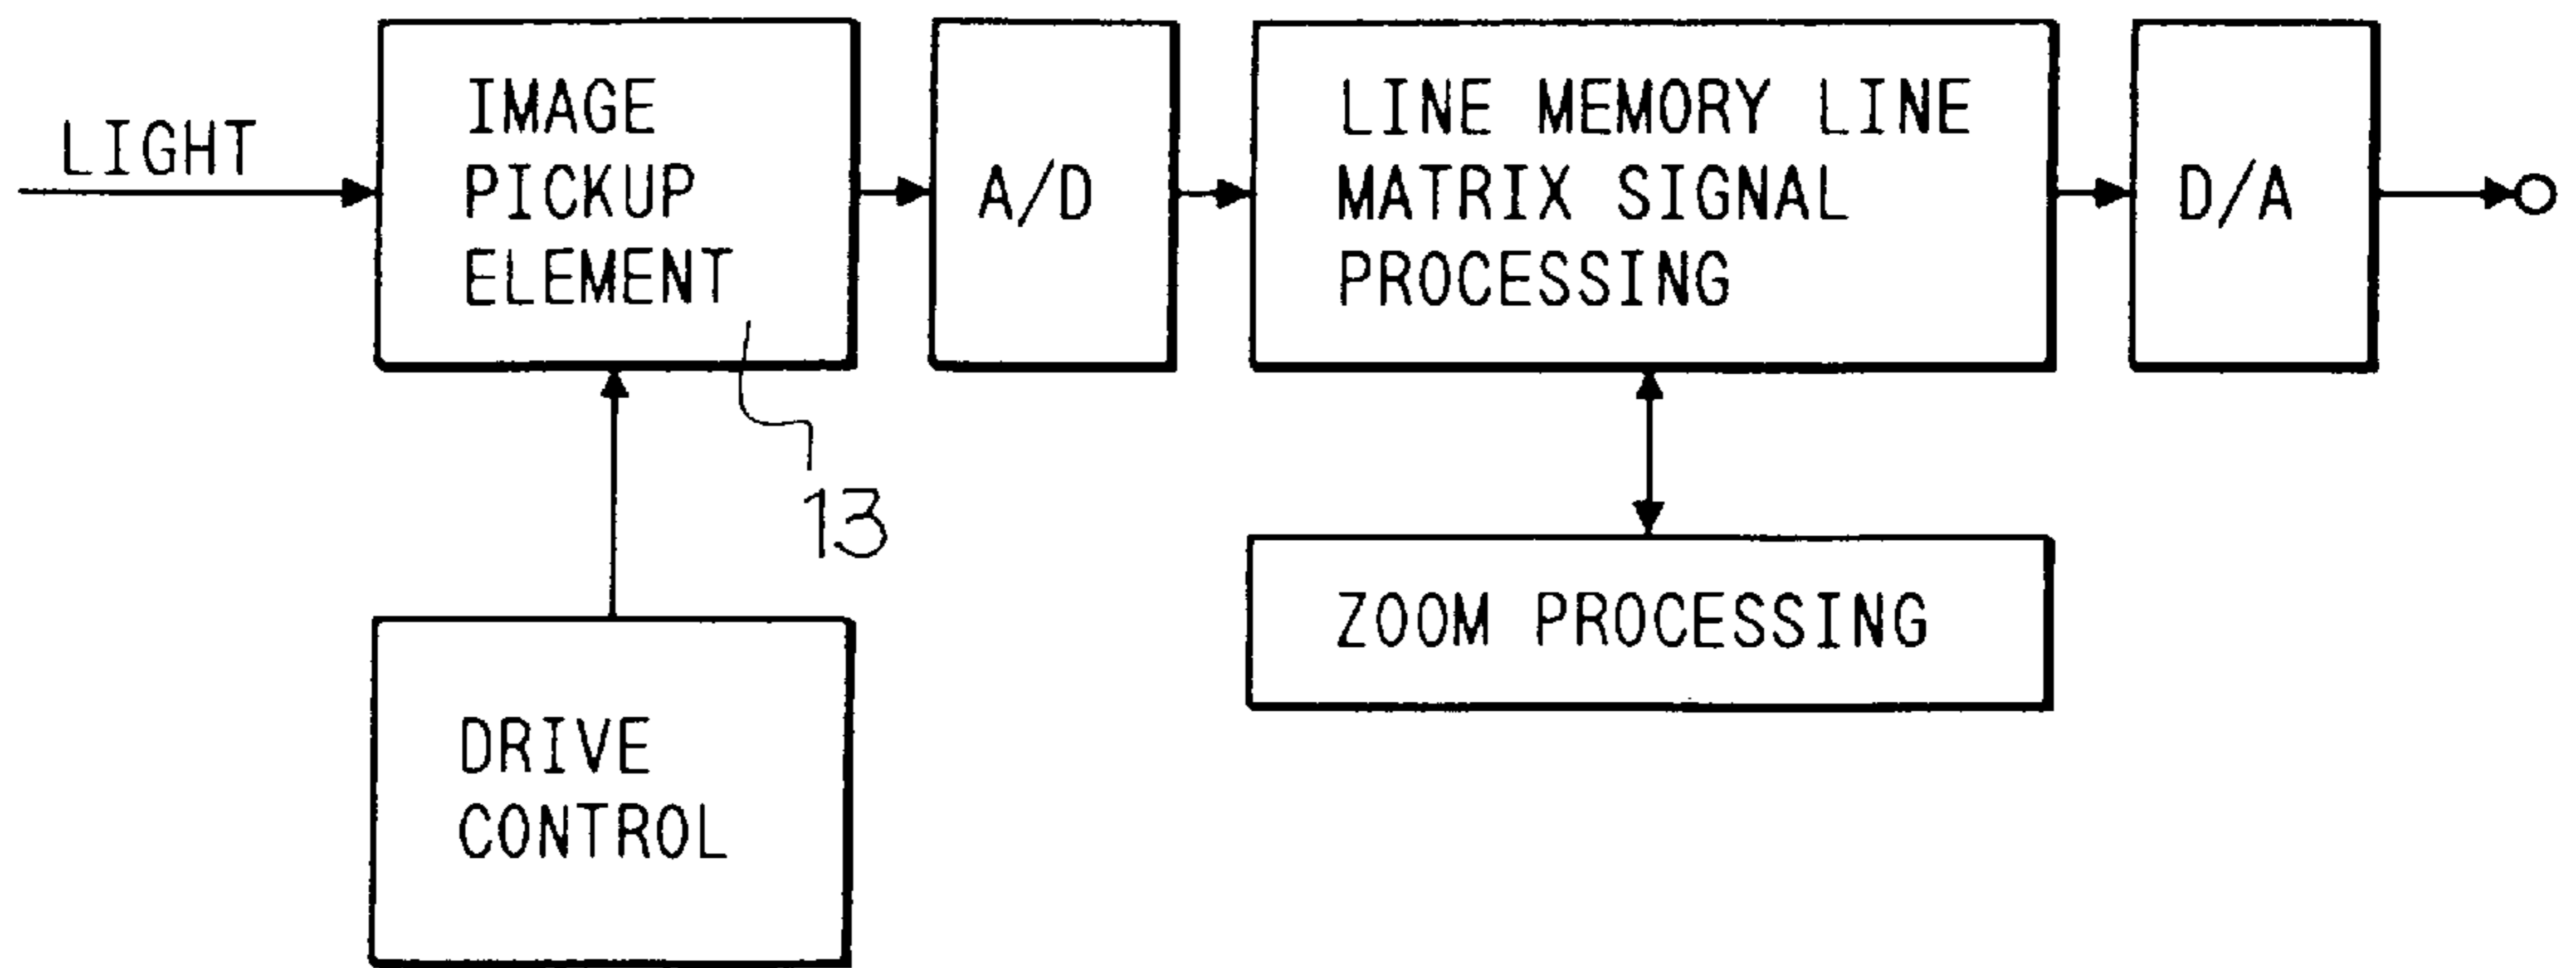 LIGHT
IMAGE
PICKUP
ELEMENT
A/D
LINE MEMORY LINE
MATRIX SIGNAL
PROCESSING
D/A
13
ZOOM PROCESSING
DRIVE
CONTROL